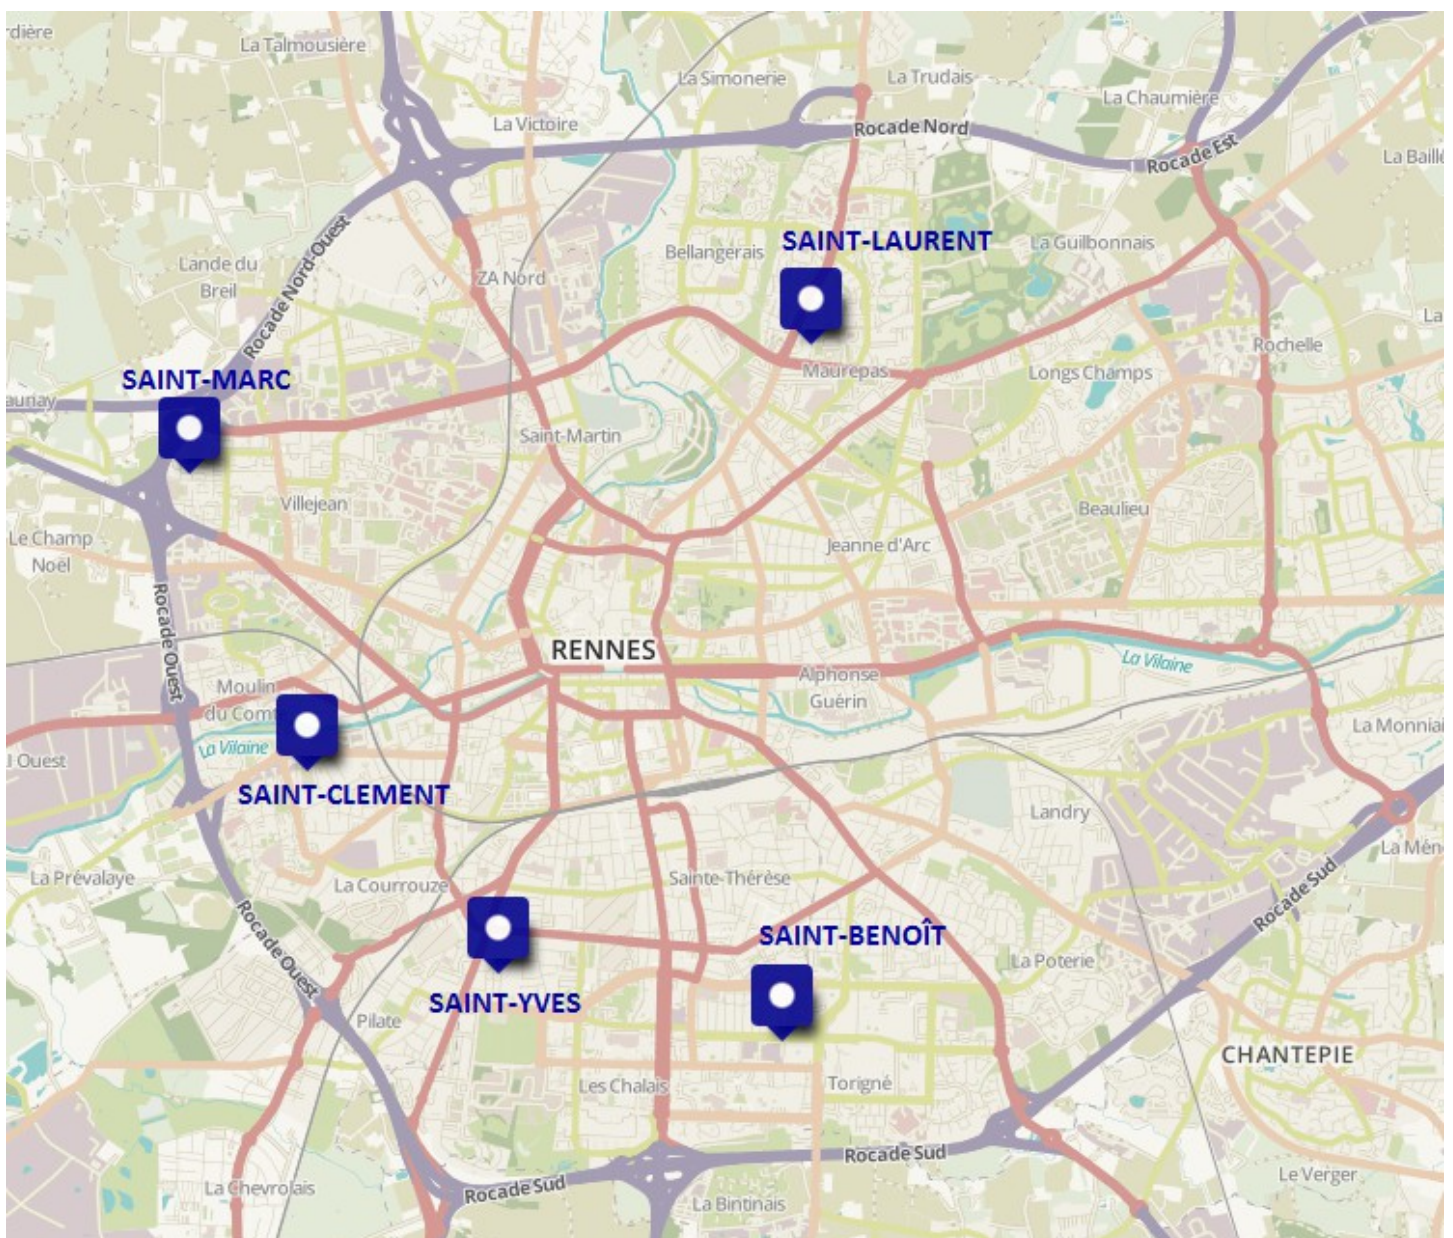 rdière
La Talmousière
La Simonerie
La Trudais
La Chaumière
La Victoire
Rocade Nord
Rocade Est
La Baillé
Rocade Nord-Ouest
Lande du
Breil
ZA Nord
Bellangerais
SAINT-LAURENT
La Guilbonnais
La
Rochelle
SAINT-MARC
Maurepas
Longs Champs
aunay
Saint-Martin
Villejean
Beaulieu
Le Champ
Noël
Jeanne d'Arc
Rocade Ouest
RENNES
La Vilaine
Alphonse
Guérin
Moulin
du Com
La Vilaine
l Ouest
La Monniai
SAINT-CLEMENT
Landry
La Prévalaye
La Courrouze
Sainte-Thérèse
La Méne
Rocade Sud
Rocade Ouest
SAINT-BENOÎT
La Poterie
SAINT-YVES
Pilate
CHANTEPIE
Les Chalais
Torigné
Rocade Sud
Rocade Sud
La Chevrolais
La Bintinais
Le Verger